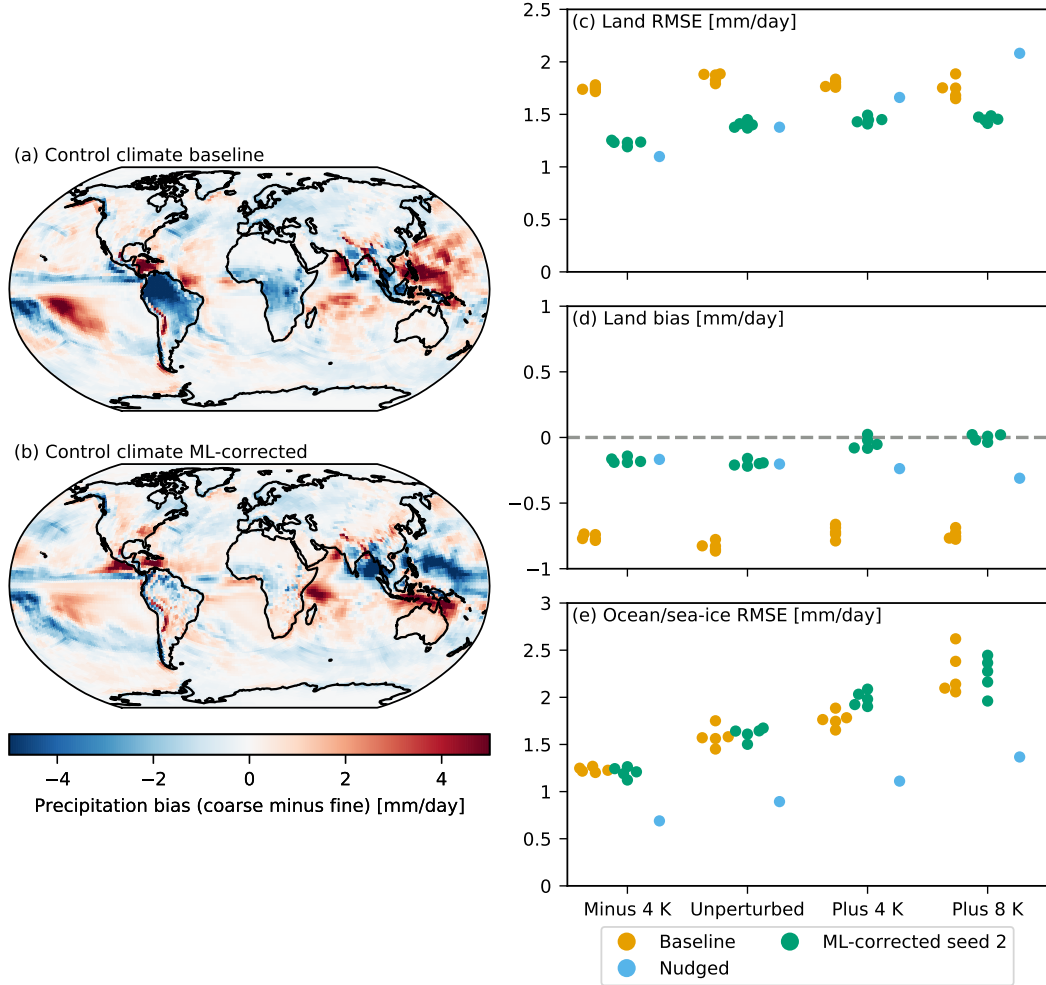 (a) Control climate baseline
(b) Control climate ML-corrected
−4 −2 0 2 4
Precipitation bias (coarse minus fine) [mm/day]
(c) Land RMSE [mm/day]
2.5
2
1.5
1
0.5
0
(d) Land bias [mm/day]
1
0.5
0
−0.5
−1
(e) Ocean/sea-ice RMSE [mm/day]
3
2.5
2
1.5
1
0.5
0
Minus 4 K Unperturbed Plus 4 K Plus 8 K
Baseline ML-corrected seed 2
Nudged